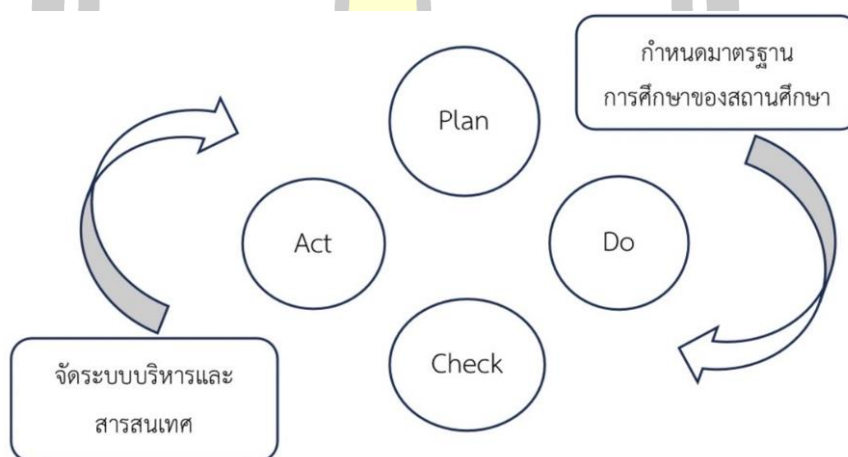 กำหนดมาตรฐาน
การศึกษาของสถานศึกษา
Plan
Act
Do
Check
จัดระบบบริหารและ
สารสนเทศ